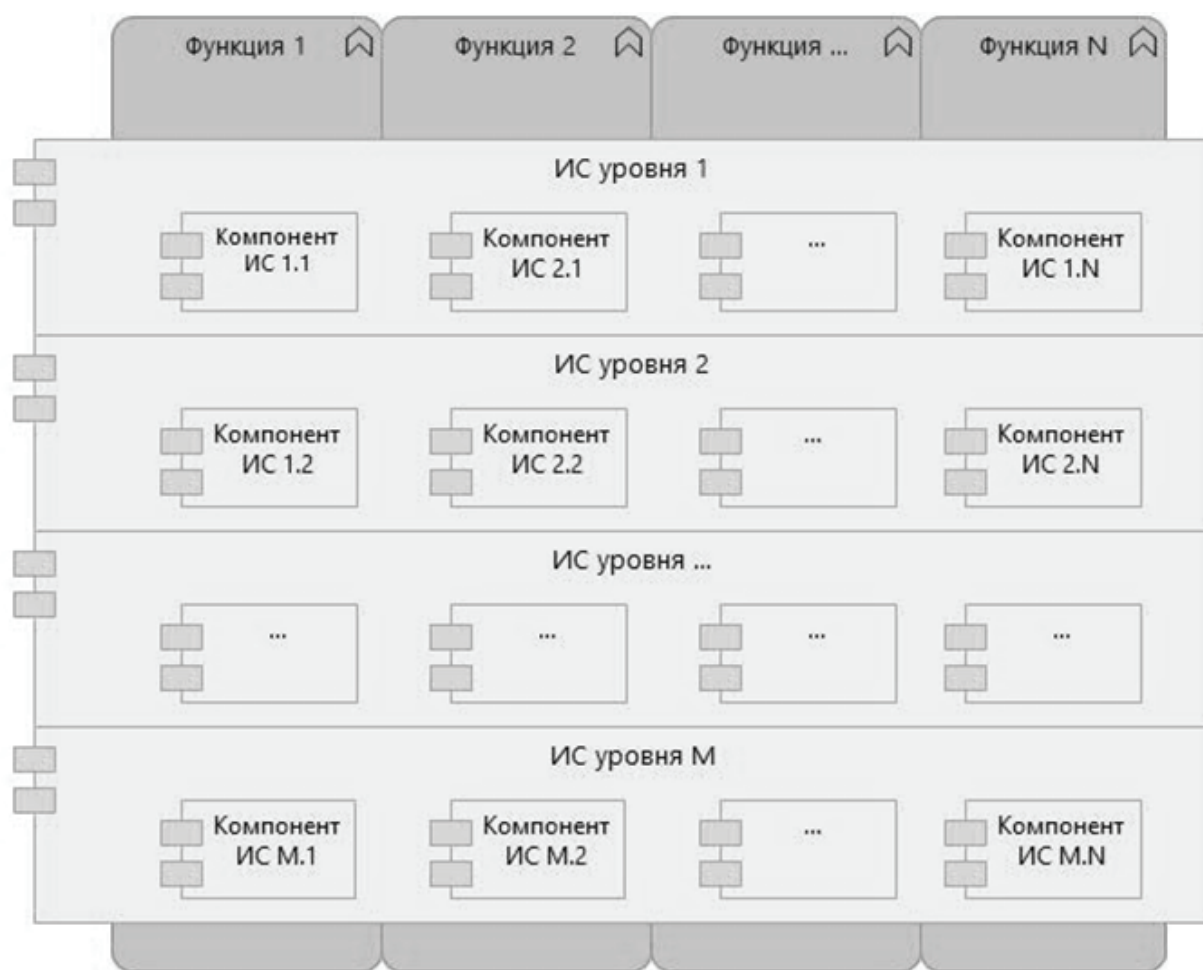 Функция 1
Функция 2
Функция ...
Функция N
ИС уровня 1
Компонент
ИС 1.1
Компонент
ИС 2.1
...
Компонент
ИС 1.N
ИС уровня 2
Компонент
ИС 1.2
Компонент
ИС 2.2
...
Компонент
ИС 2.N
ИС уровня ...
...
...
...
...
ИС уровня M
Компонент
ИС M.1
Компонент
ИС M.2
...
Компонент
ИС M.N